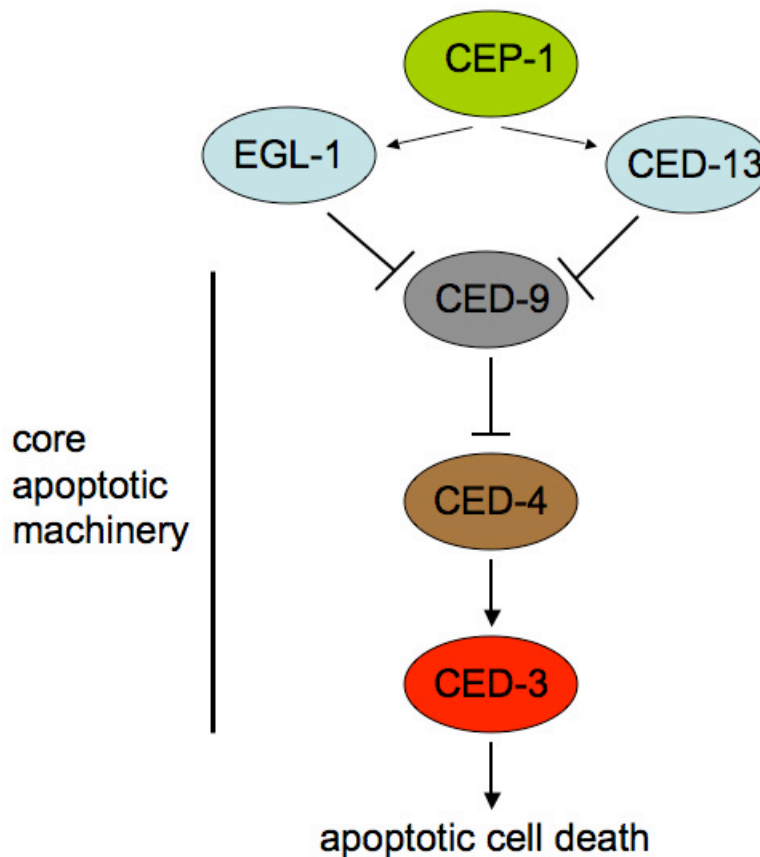 CEP-1
EGL-1
CED-13
CED-9
core
apoptotic
machinery
CED-4
CED-3
apoptotic cell death